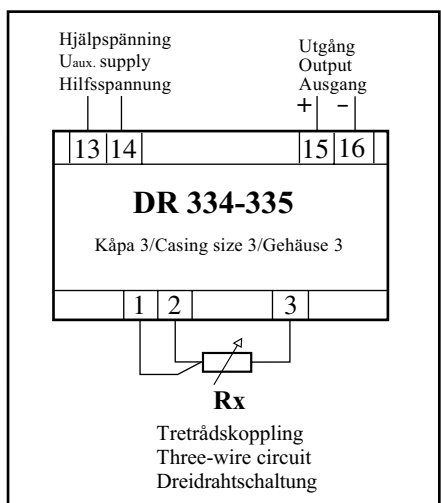 Hjälpspänning
Uaux. supply
Hilfsspannung
Utgång
Output
Ausgang
+ −
13 14 15 16
DR 334-335
Kåpa 3/Casing size 3/Gehäuse 3
1 2 3
Rx
Tretrådskoppling
Three-wire circuit
Dreidrahtschaltung